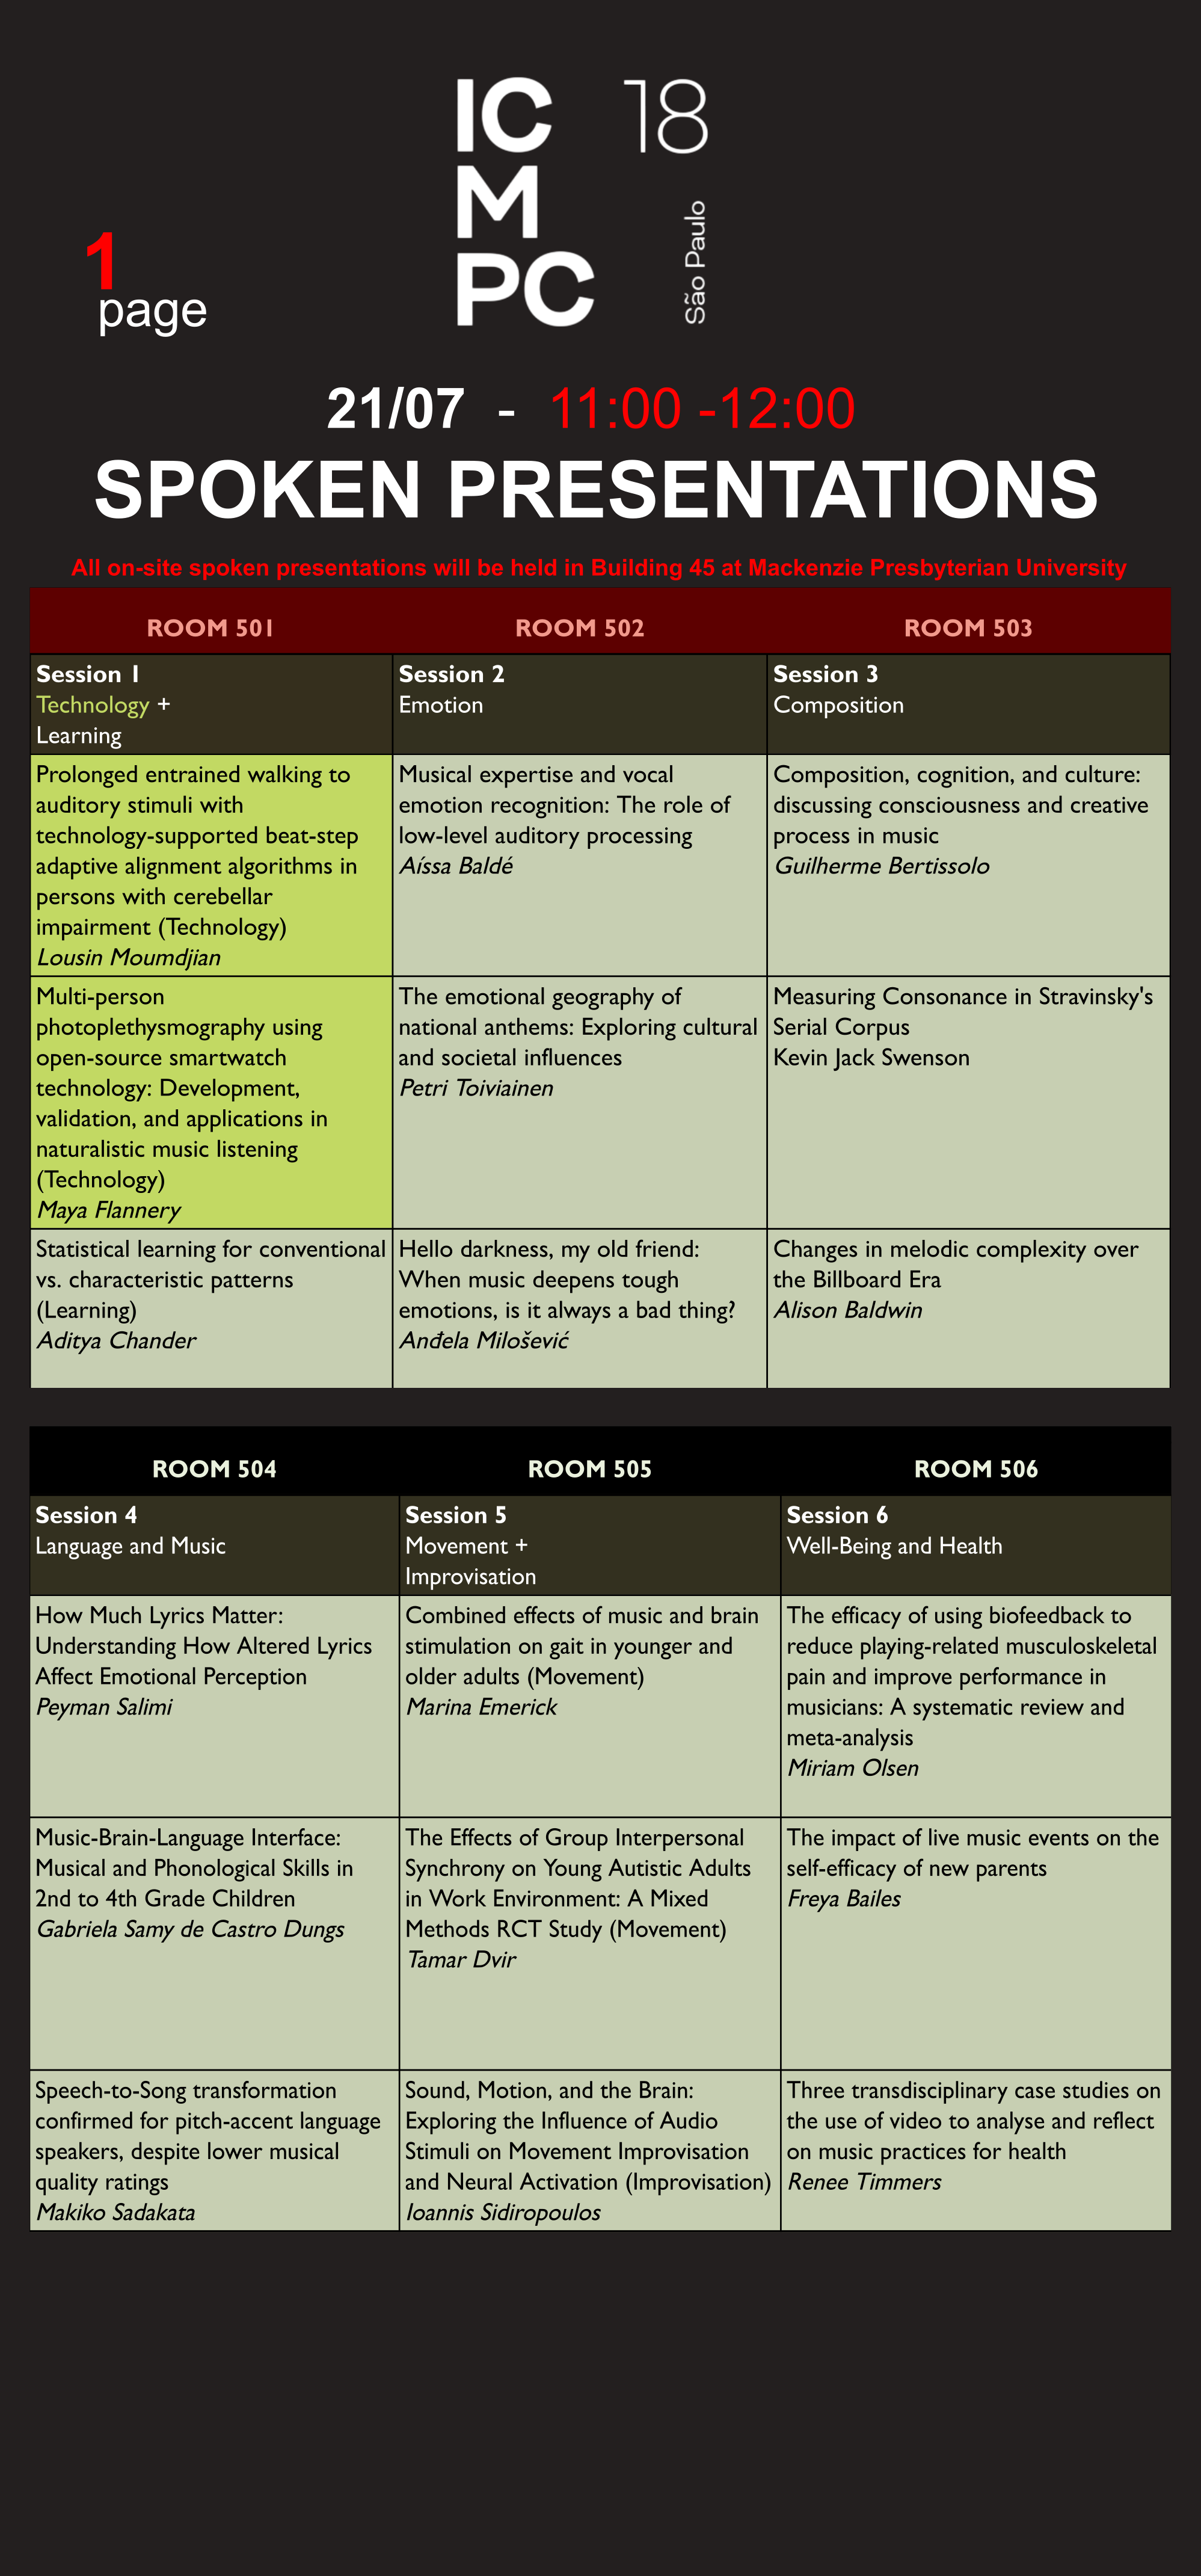 IC
M
PC
18
São Paulo
1
page
21/07 - 11:00 -12:00
SPOKEN PRESENTATIONS
All on-site spoken presentations will be held in Building 45 at Mackenzie Presbyterian University
ROOM 501
ROOM 502
ROOM 503
Session 1
Technology +
Learning
Session 2
Emotion
Session 3
Composition
Prolonged entrained walking to
auditory stimuli with
technology-supported beat-step
adaptive alignment algorithms in
persons with cerebellar
impairment (Technology)
Lousin Moumdjian
Musical expertise and vocal
emotion recognition: The role of
low-level auditory processing
Aíssa Baldé
Composition, cognition, and culture:
discussing consciousness and creative
process in music
Guilherme Bertissolo
Multi-person
photoplethysmography using
open-source smartwatch
technology: Development,
validation, and applications in
naturalistic music listening
(Technology)
Maya Flannery
The emotional geography of
national anthems: Exploring cultural
and societal influences
Petri Toiviainen
Measuring Consonance in Stravinsky's
Serial Corpus
Kevin Jack Swenson
Statistical learning for conventional
vs. characteristic patterns
(Learning)
Aditya Chander
Hello darkness, my old friend:
When music deepens tough
emotions, is it always a bad thing?
Anđela Milošević
Changes in melodic complexity over
the Billboard Era
Alison Baldwin
ROOM 504
ROOM 505
ROOM 506
Session 4
Language and Music
Session 5
Movement +
Improvisation
Session 6
Well-Being and Health
How Much Lyrics Matter:
Understanding How Altered Lyrics
Affect Emotional Perception
Peyman Salimi
Combined effects of music and brain
stimulation on gait in younger and
older adults (Movement)
Marina Emerick
The efficacy of using biofeedback to
reduce playing-related musculoskeletal
pain and improve performance in
musicians: A systematic review and
meta-analysis
Miriam Olsen
Music-Brain-Language Interface:
Musical and Phonological Skills in
2nd to 4th Grade Children
Gabriela Samy de Castro Dungs
The Effects of Group Interpersonal
Synchrony on Young Autistic Adults
in Work Environment: A Mixed
Methods RCT Study (Movement)
Tamar Dvir
The impact of live music events on the
self-efficacy of new parents
Freya Bailes
Speech-to-Song transformation
confirmed for pitch-accent language
speakers, despite lower musical
quality ratings
Makiko Sadakata
Sound, Motion, and the Brain:
Exploring the Influence of Audio
Stimuli on Movement Improvisation
and Neural Activation (Improvisation)
Ioannis Sidiropoulos
Three transdisciplinary case studies on
the use of video to analyse and reflect
on music practices for health
Renee Timmers